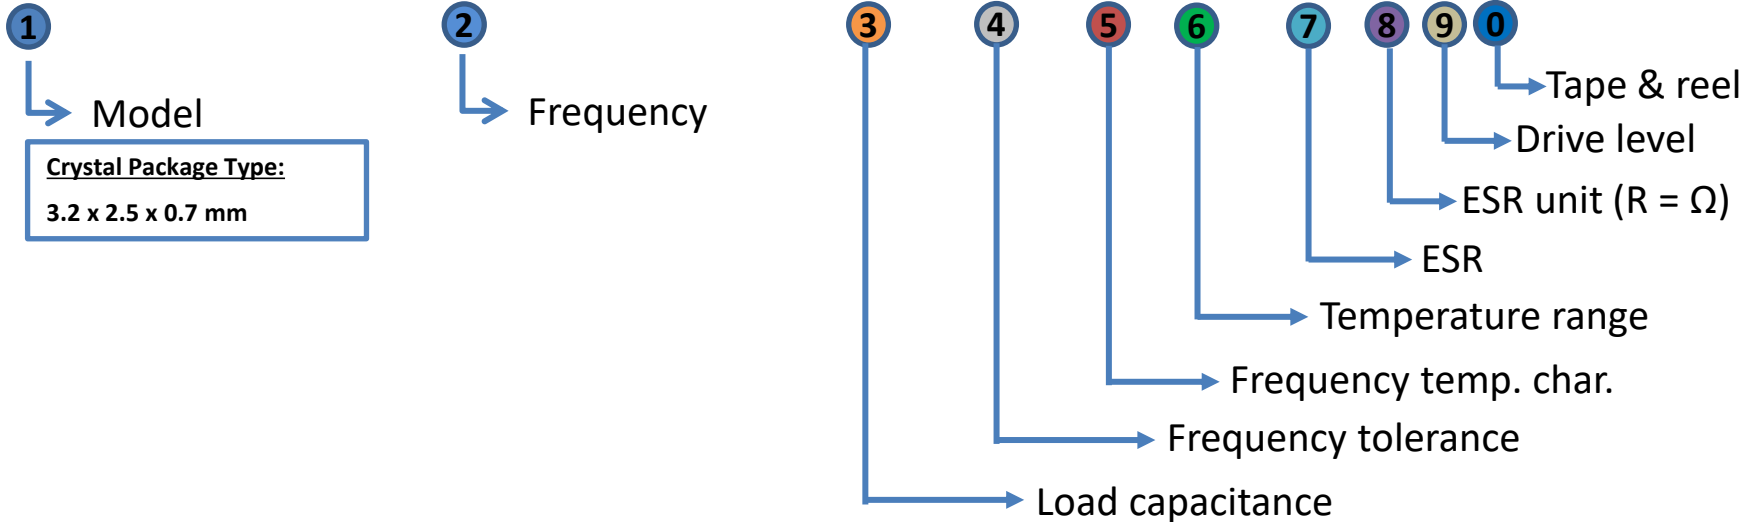 1 2 3 4 5 6 7 8 9 0
Model
Frequency
Crystal Package Type:
3.2 x 2.5 x 0.7 mm
Tape & reel
Drive level
ESR unit (R = Ω)
ESR
Temperature range
Frequency temp. char.
Frequency tolerance
Load capacitance